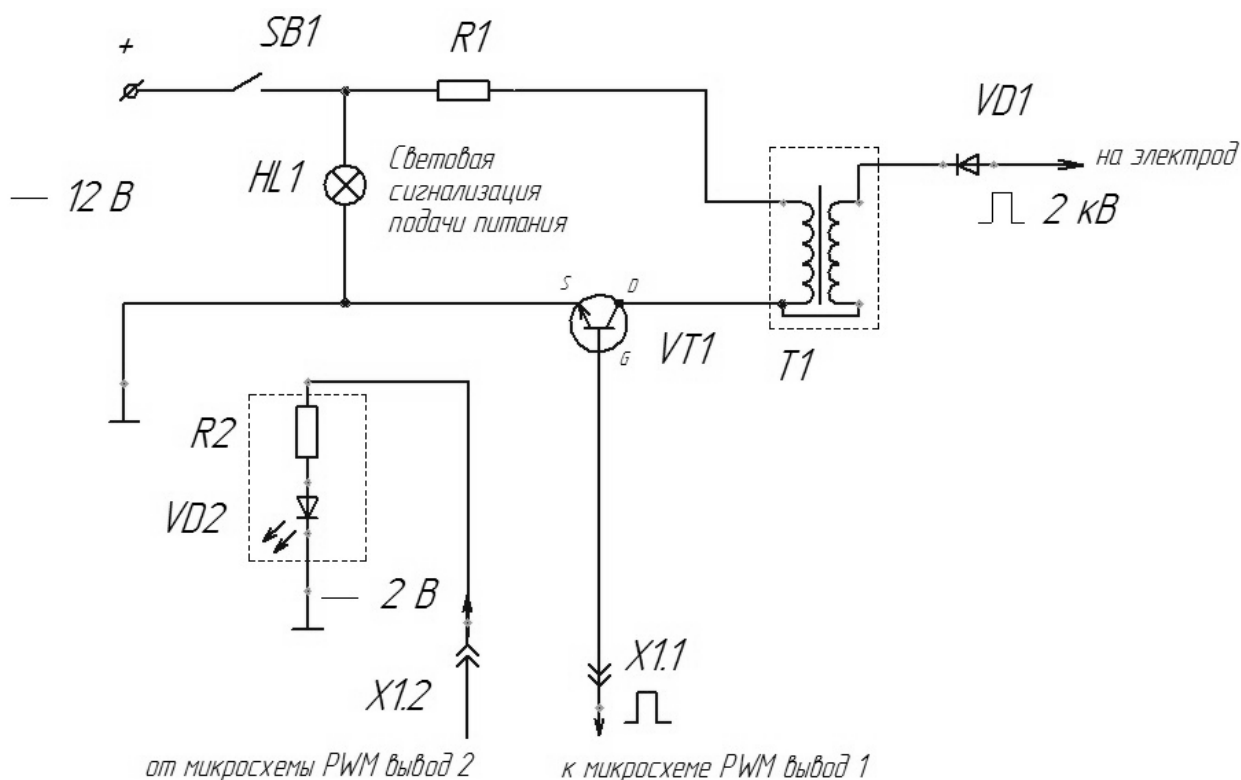 +
SB1
R1
VD1
на электрод
2 кВ
— 12 В
HL1
Световая
сигнализация
подачи питания
S
D
G
VT1
T1
R2
VD2
— 2 В
X1.2
X1.1
от микросхемы PWM вывод 2
к микросхеме PWM вывод 1